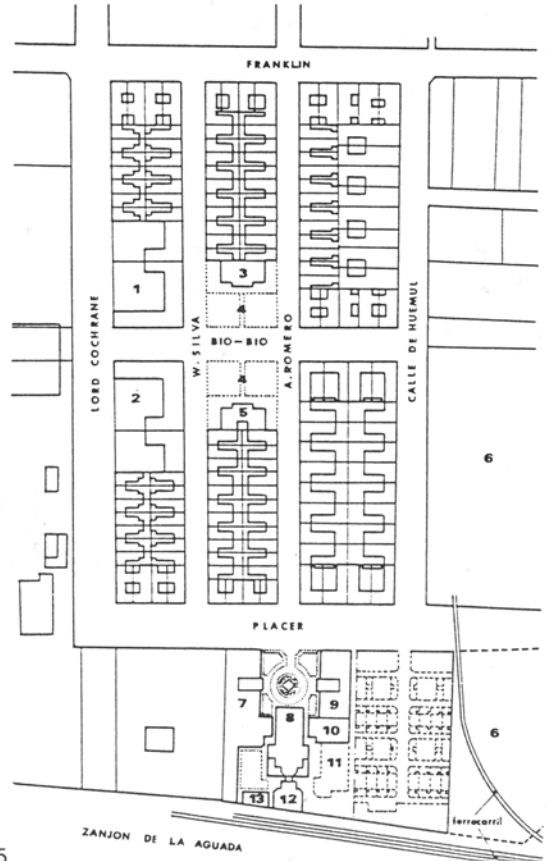 FRANKLIN
LORD COCHRANE
W. SILVA
A. ROMERO
CALLE DE HUEMUL
1
3
4
BIO-BIO
2
4
5
6
PLACER
7
8
9
10
11
6
13
12
ferrocarril
ZANJON DE LA AGUADA
5